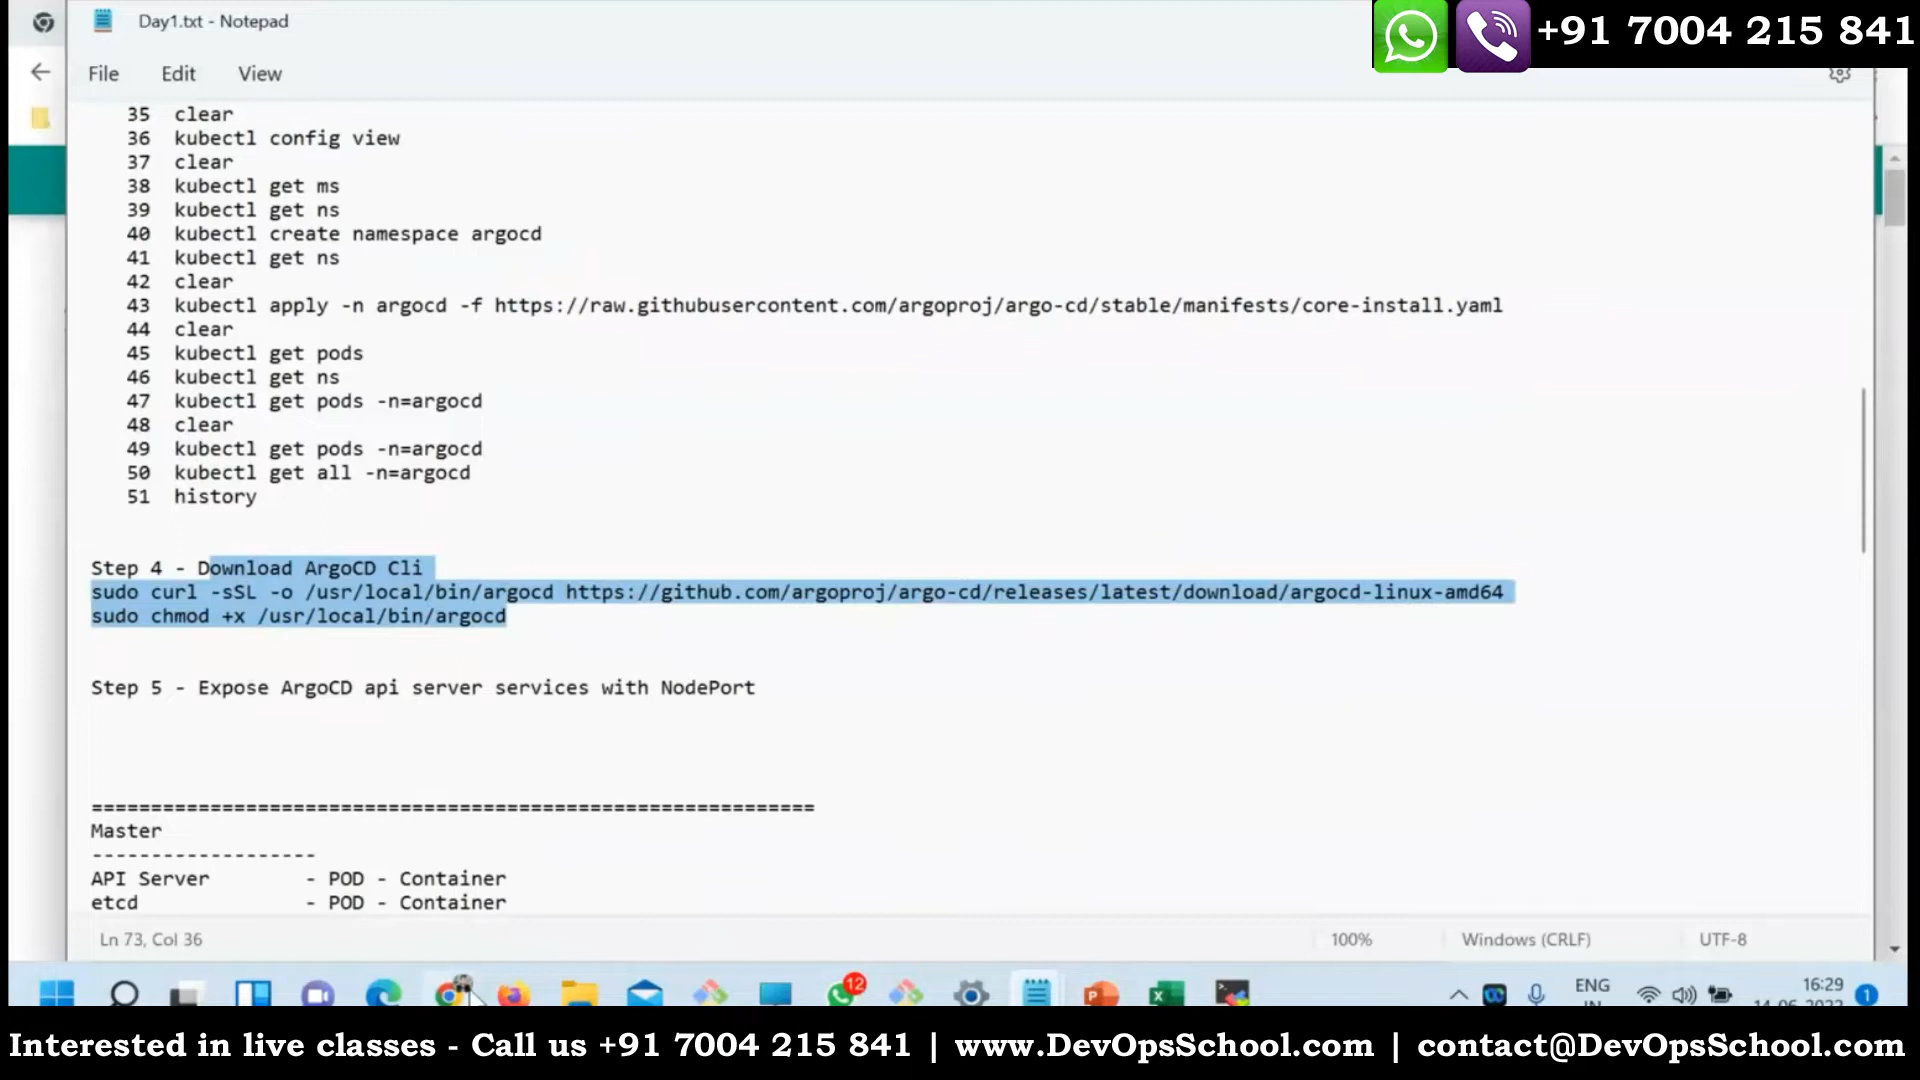 Day1.txt - Notepad
+91 7004 215 841
File Edit View
35 clear
36 kubectl config view
37 clear
38 kubectl get ms
39 kubectl get ns
40 kubectl create namespace argocd
41 kubectl get ns
42 clear
43 kubectl apply -n argocd -f https://raw.githubusercontent.com/argoproj/argo-cd/stable/manifests/core-install.yaml
44 clear
45 kubectl get pods
46 kubectl get ns
47 kubectl get pods -n=argocd
48 clear
49 kubectl get pods -n=argocd
50 kubectl get all -n=argocd
51 history
Step 4 - Download ArgoCD Cli
sudo curl -sSL -o /usr/local/bin/argocd https://github.com/argoproj/argo-cd/releases/latest/download/argocd-linux-amd64
sudo chmod +x /usr/local/bin/argocd
Step 5 - Expose ArgoCD api server services with NodePort
=============================================================
Master
-------------------
API Server - POD - Container
etcd - POD - Container
Ln 73, Col 36 100% Windows (CRLF) UTF-8
12
ENG
IN
16:29
14-06-2022
1
Interested in live classes - Call us +91 7004 215 841 | www.DevOpsSchool.com | contact@DevOpsSchool.com